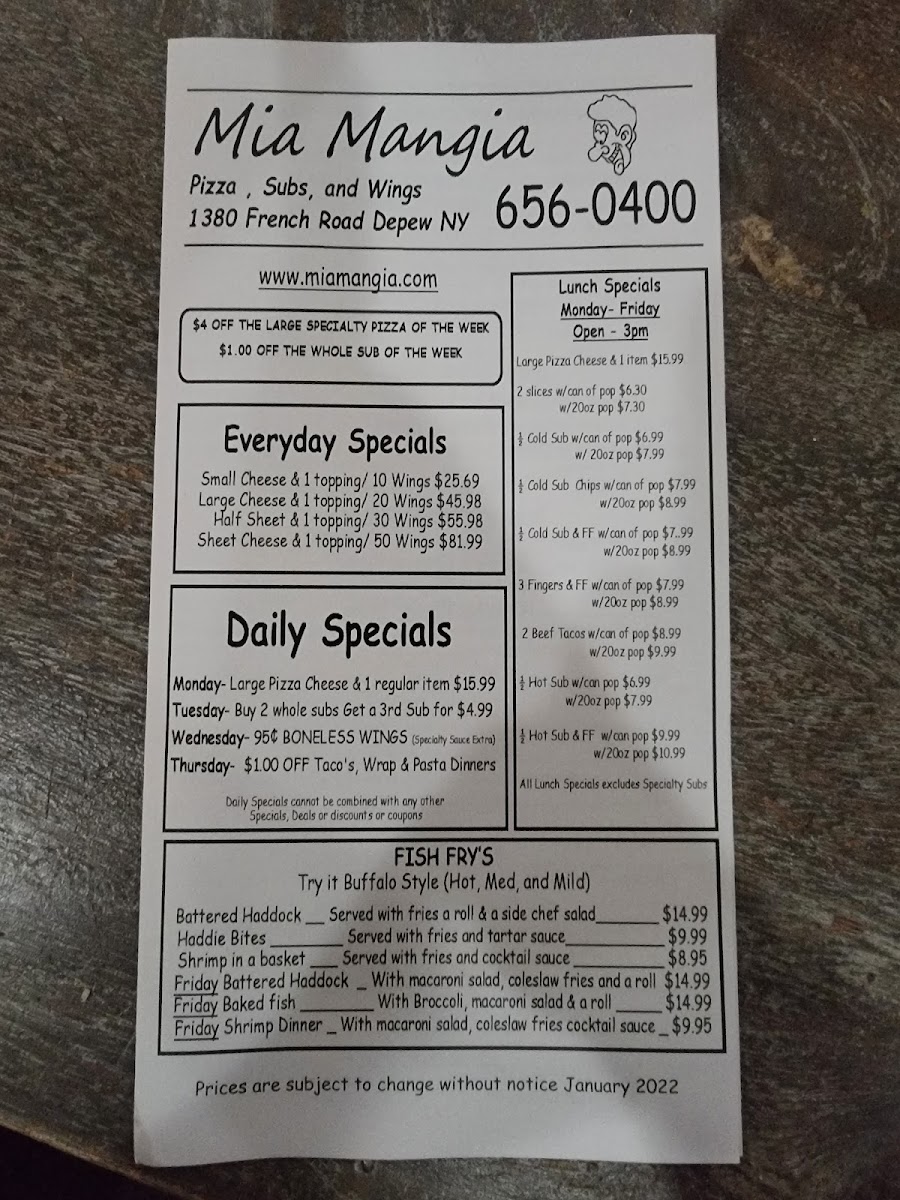 Mia Mangia
Pizza , Subs, and Wings
1380 French Road Depew NY
656-0400
www.miamangia.com
$4 OFF THE LARGE SPECIALTY PIZZA OF THE WEEK
$1.00 OFF THE WHOLE SUB OF THE WEEK
Everyday Specials
Small Cheese & 1 topping/ 10 Wings $25.69
Large Cheese & 1 topping/ 20 Wings $45.98
Half Sheet & 1 topping/ 30 Wings $55.98
Sheet Cheese & 1 topping/ 50 Wings $81.99
Daily Specials
Monday- Large Pizza Cheese & 1 regular item $15.99
Tuesday- Buy 2 whole subs Get a 3rd Sub for $4.99
Wednesday- 95¢ BONELESS WINGS (Specialty Sauce Extra)
Thursday- $1.00 OFF Taco's, Wrap & Pasta Dinners
Daily Specials cannot be combined with any other
Specials, Deals or discounts or coupons
Lunch Specials
Monday- Friday
Open - 3pm
Large Pizza Cheese & 1 item $15.99
2 slices w/can of pop $6.30
w/20oz pop $7.30
½ Cold Sub w/can of pop $6.99
w/ 20oz pop $7.99
½ Cold Sub Chips w/can of pop $7.99
w/20oz pop $8.99
½ Cold Sub & FF w/can of pop $7..99
w/20oz pop $8.99
3 Fingers & FF w/can of pop $7.99
w/20oz pop $8.99
2 Beef Tacos w/can of pop $8.99
w/20oz pop $9.99
½ Hot Sub w/can pop $6.99
w/20oz pop $7.99
½ Hot Sub & FF w/can pop $9.99
w/20oz pop $10.99
All Lunch Specials excludes Specialty Subs
FISH FRY'S
Try it Buffalo Style (Hot, Med, and Mild)
Battered Haddock __ Served with fries a roll & a side chef salad______ $14.99
Haddie Bites ________ Served with fries and tartar sauce_________ $9.99
Shrimp in a basket ___ Served with fries and cocktail sauce ________ $8.95
Friday Battered Haddock _ With macaroni salad, coleslaw fries and a roll $14.99
Friday Baked fish ________ With Broccoli, macaroni salad & a roll _____ $14.99
Friday Shrimp Dinner _ With macaroni salad, coleslaw fries cocktail sauce _ $9.95
Prices are subject to change without notice January 2022